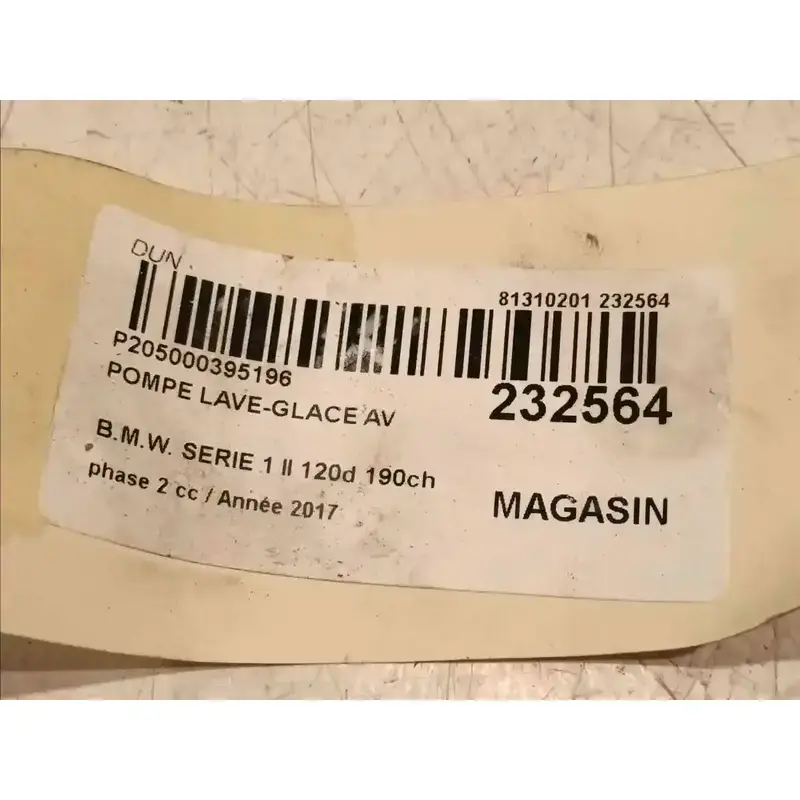 DUN
81310201 232564
P205000395196
232564
POMPE LAVE-GLACE AV
B.M.W. SERIE 1 II 120d 190ch
MAGASIN
phase 2 cc / Année 2017